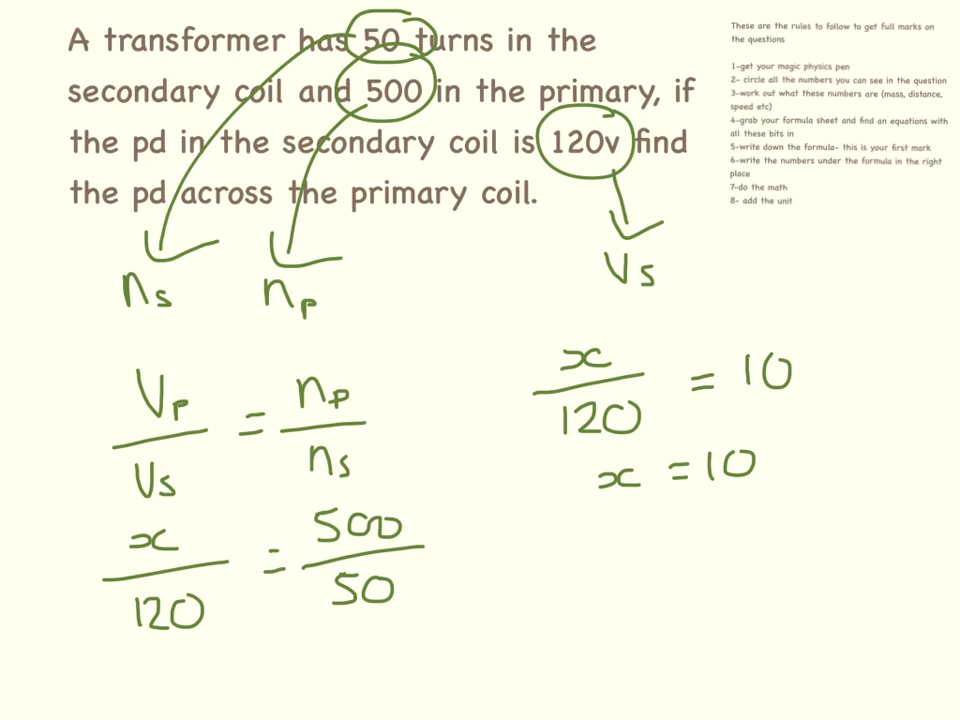 A transformer has 50 turns in the
secondary coil and 500 in the primary, if
the pd in the secondary coil is 120v find
the pd across the primary coil.
These are the rules to follow to get full marks on
the questions
1-get your magic physics pen
2- circle all the numbers you can see in the question
3-work out what these numbers are (mass, distance,
speed etc)
4-grab your formula sheet and find an equations with
all these bits in
5-write down the formula- this is your first mark
6-write the numbers under the formula in the right
place
7-do the math
8- add the unit
ns np Vs
Vp = np
Vs ns
x = 500
120 50
x = 10
120
x = 10